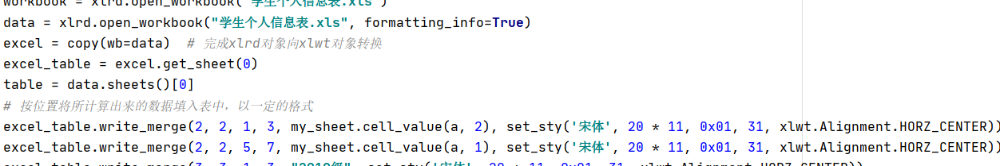 workbook = xlrd.open_workbook("学生个人信息表.xls")
data = xlrd.open_workbook("学生个人信息表.xls", formatting_info=True)
excel = copy(wb=data)  # 完成xlrd对象向xlwt对象转换
excel_table = excel.get_sheet(0)
table = data.sheets()[0]
# 按位置将所计算出来的数据填入表中，以一定的格式
excel_table.write_merge(2, 2, 1, 3, my_sheet.cell_value(a, 2), set_sty('宋体', 20 * 11, 0x01, 31, xlwt.Alignment.HORZ_CENTER))
excel_table.write_merge(2, 2, 5, 7, my_sheet.cell_value(a, 1), set_sty('宋体', 20 * 11, 0x01, 31, xlwt.Alignment.HORZ_CENTER))
excel_table.write_merge(3, 3, 1, 3, "2019级", set_sty('宋体', 20 * 11, 0x01, 31, xlwt.Alignment.HORZ_CENTER))